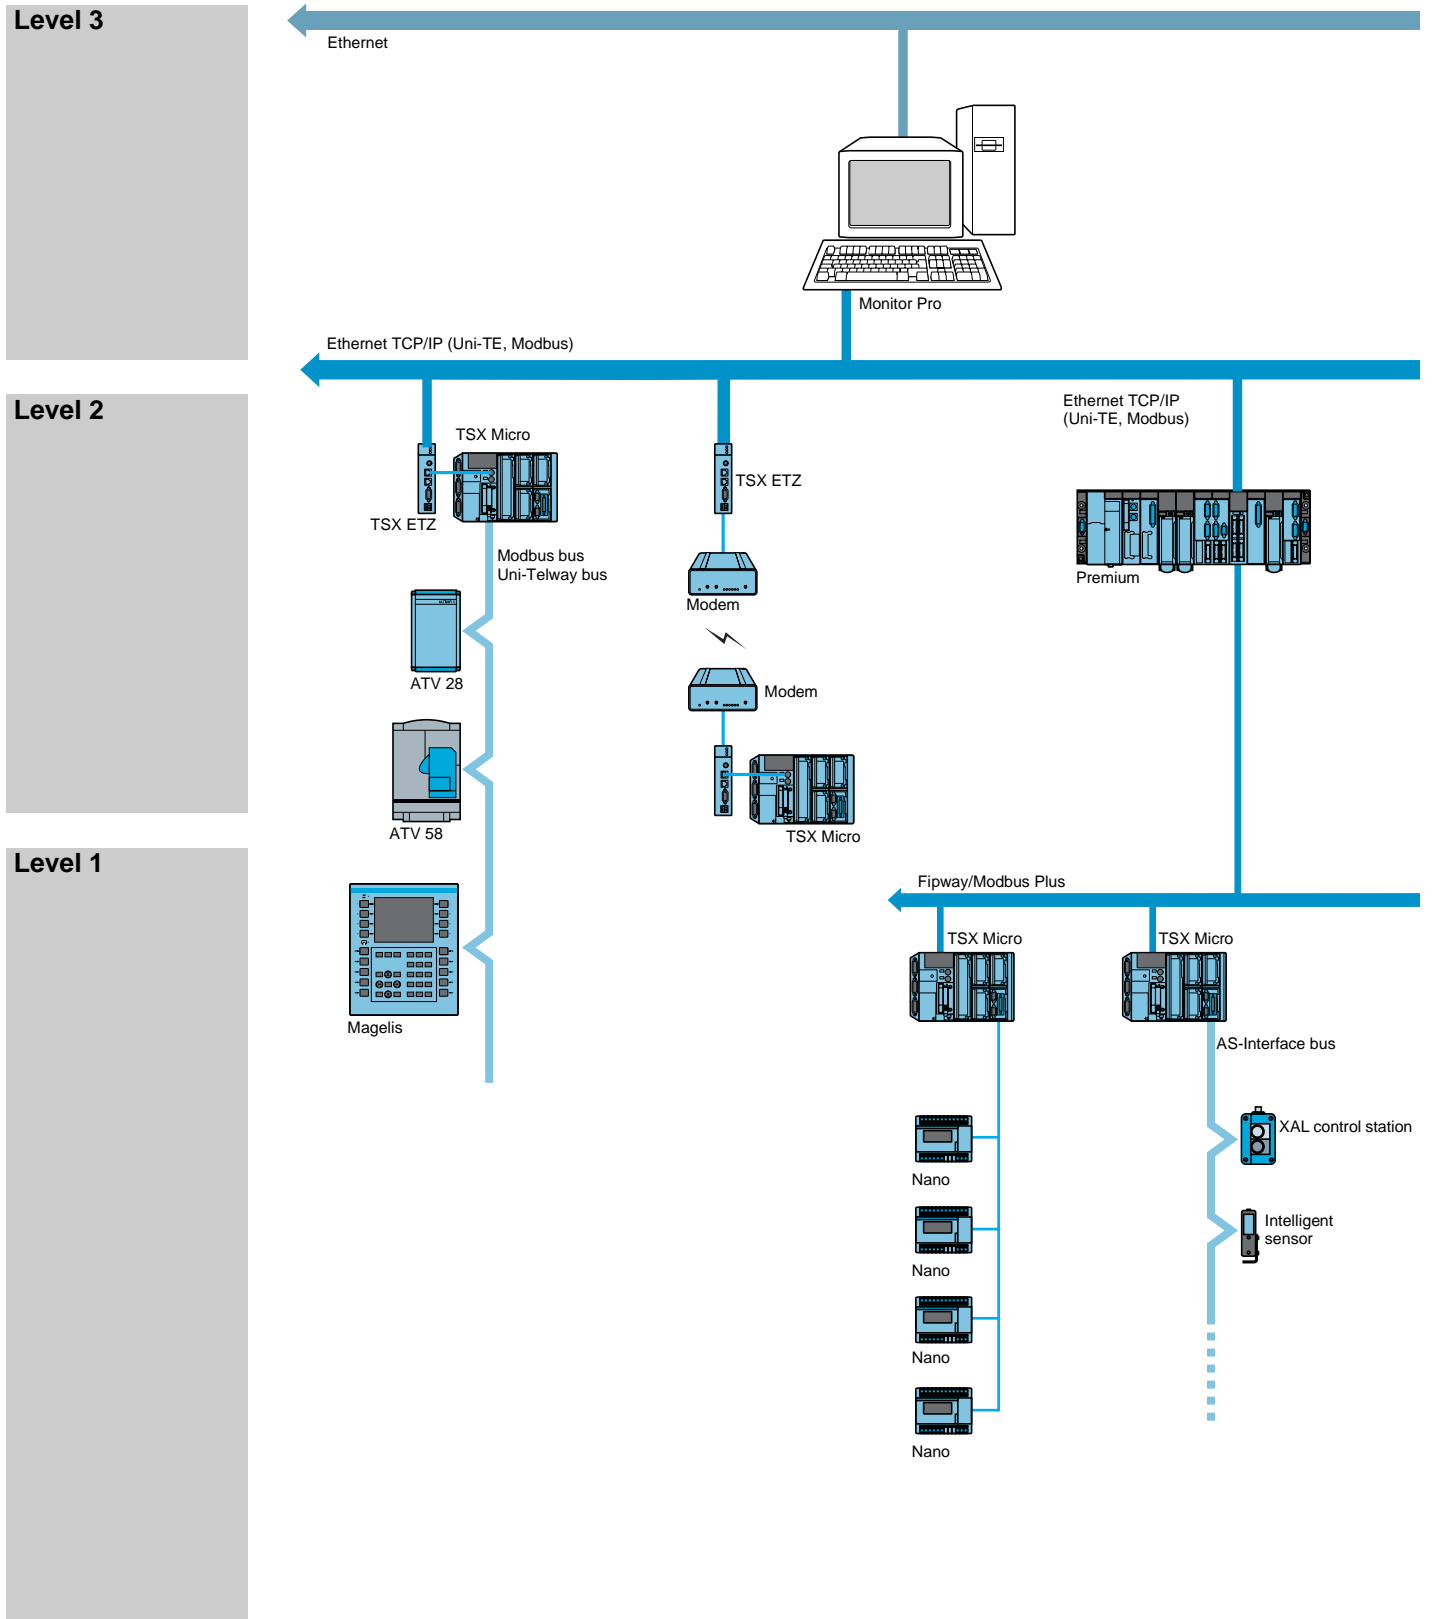 Level 3
Ethernet
Monitor Pro
Ethernet TCP/IP (Uni-TE, Modbus)
Level 2
Ethernet TCP/IP
(Uni-TE, Modbus)
TSX Micro
TSX ETZ
TSX ETZ
Modbus bus
Uni-Telway bus
Premium
Modem
ATV 28
Modem
ATV 58
TSX Micro
Level 1
Fipway/Modbus Plus
TSX Micro
TSX Micro
Magelis
AS-Interface bus
XAL control station
Nano
Intelligent
sensor
Nano
Nano
Nano